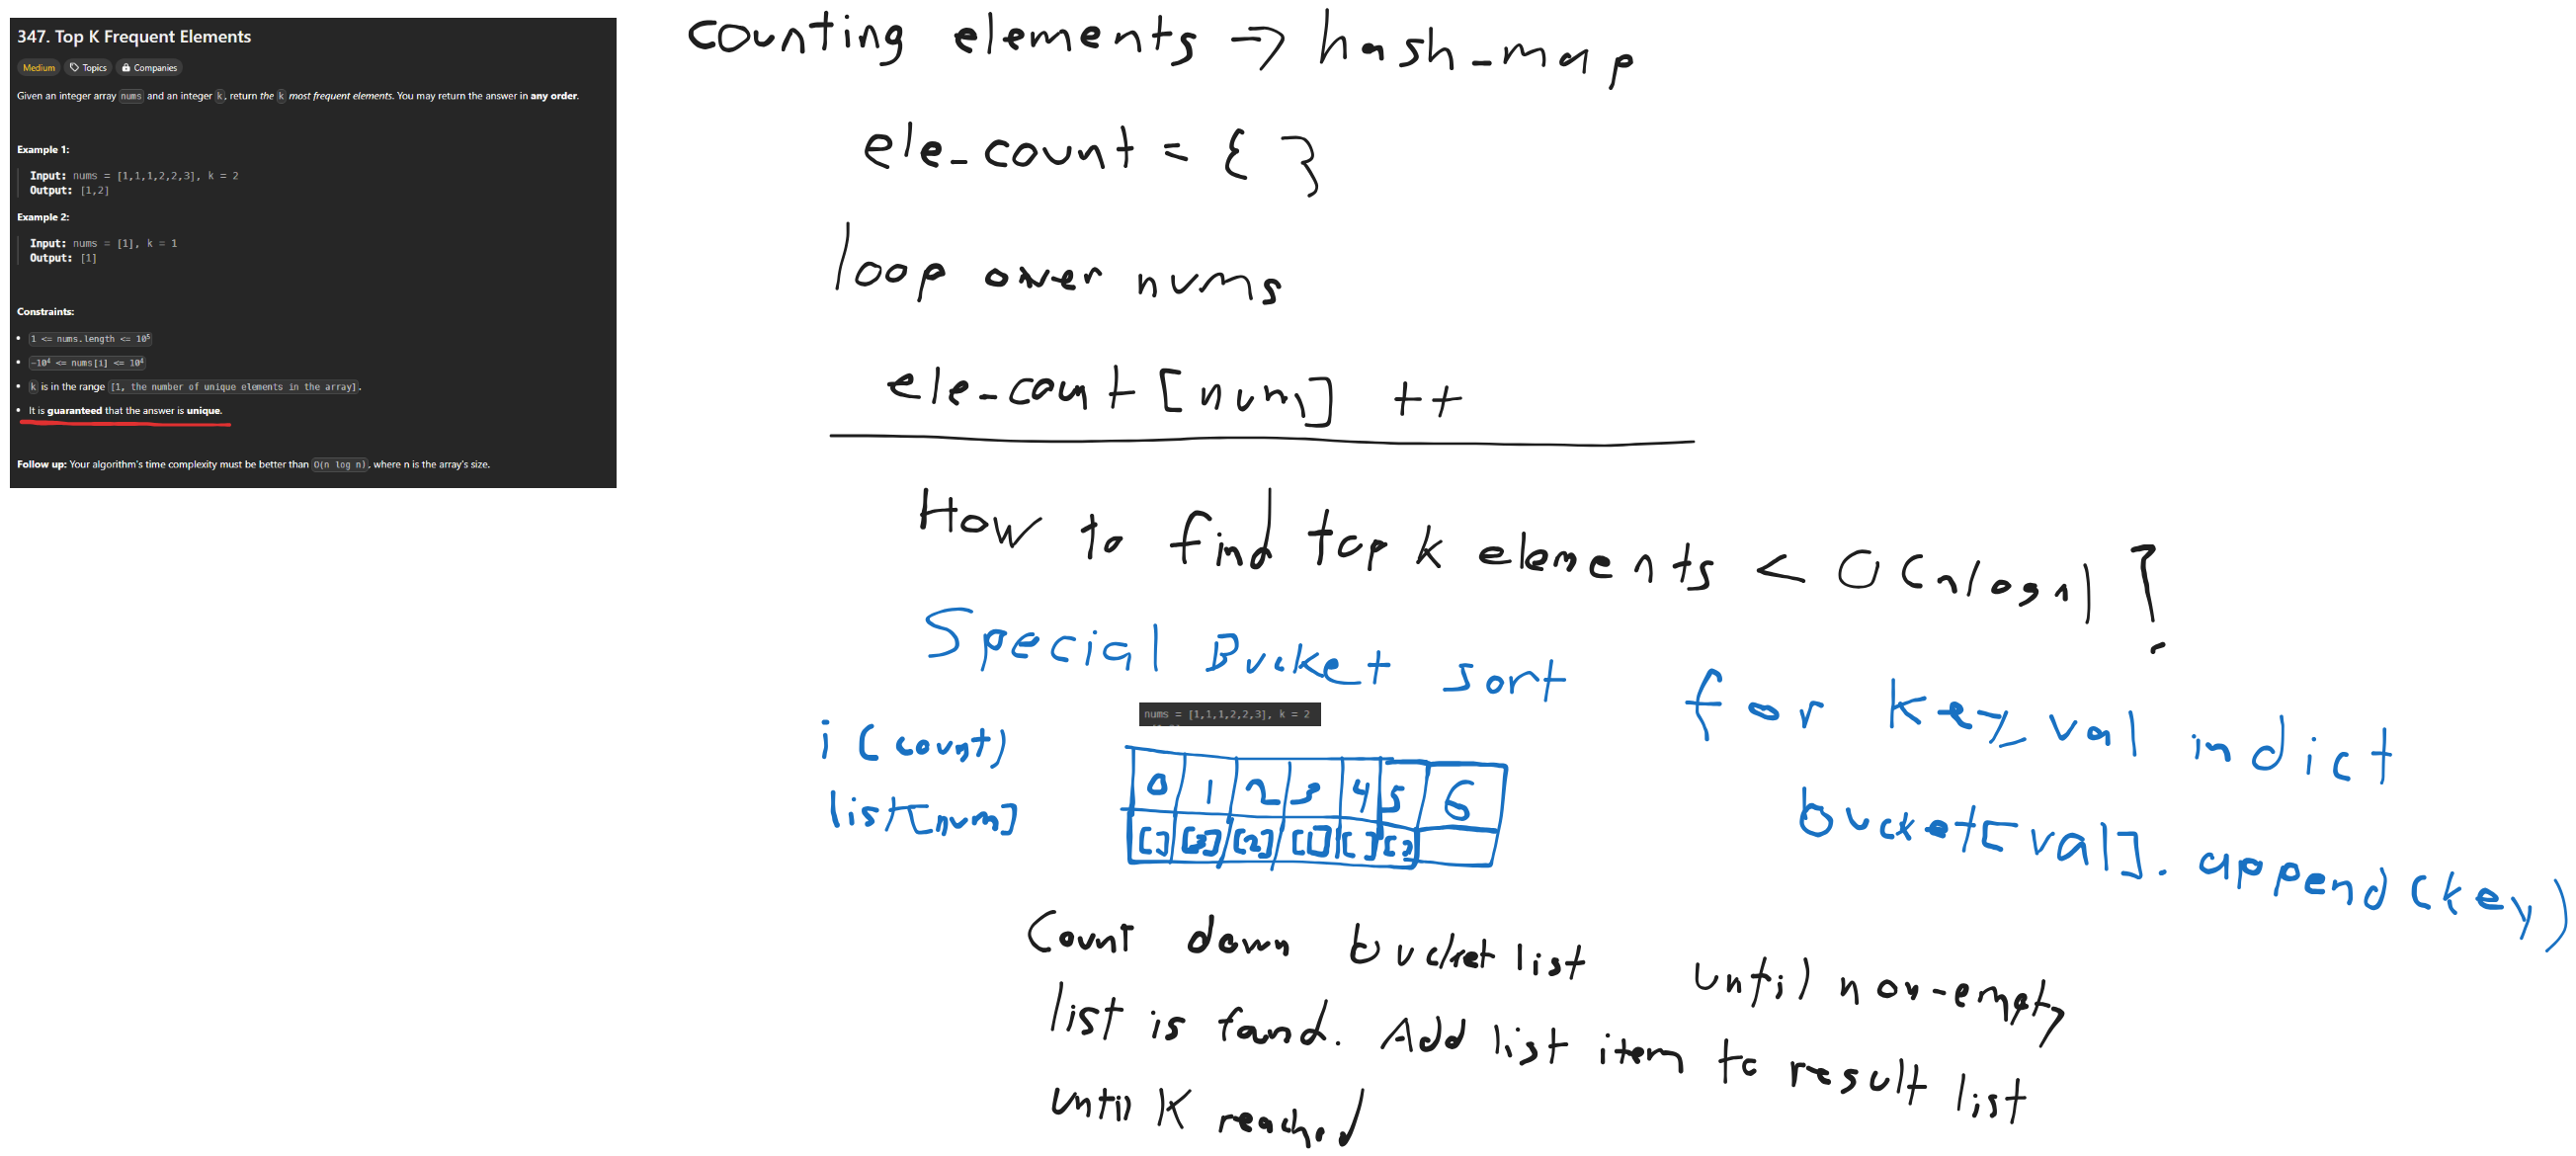 347. Top K Frequent Elements
Medium Topics Companies
Given an integer array nums and an integer k, return the k most frequent elements. You may return the answer in any order.
Example 1:
Input: nums = [1,1,1,2,2,3], k = 2
Output: [1,2]
Example 2:
Input: nums = [1], k = 1
Output: [1]
Constraints:
• 1 <= nums.length <= 10⁵
• -10⁴ <= nums[i] <= 10⁴
• k is in the range [1, the number of unique elements in the array].
• It is guaranteed that the answer is unique.
Follow up: Your algorithm's time complexity must be better than O(n log n), where n is the array's size.
counting elements → hash_map
ele_count = { }
loop over nums
ele_count [num] ++
How to find top k elements < O(nlogn) ?
Special Bucket sort
nums = [1,1,1,2,2,3], k = 2
i (count) 0 1 2 3 4 5 6
list[num] [] [3] [2] [1] [] []
for key, val in dict
bucket[val].append(key)
Count down bucket list until non-empty
list is found. Add list item to result list
until K reached